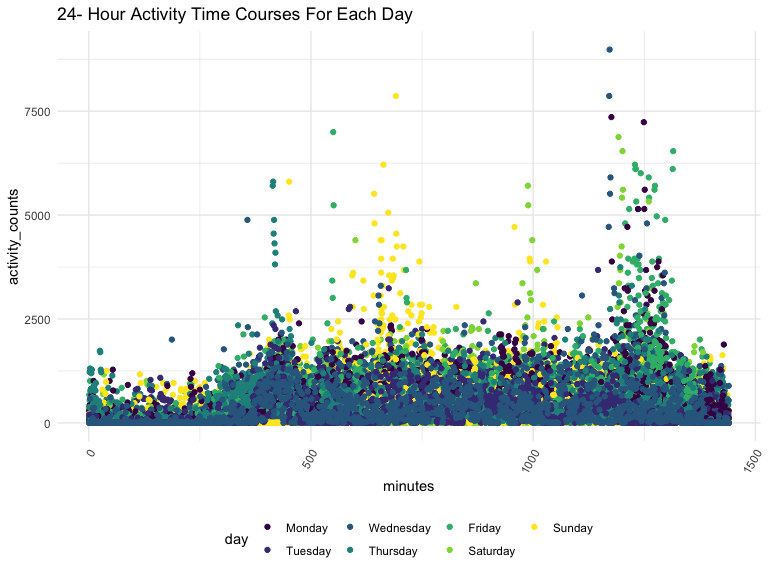 24- Hour Activity Time Courses For Each Day
activity_counts
7500
5000
2500
0
0
500
1000
1500
minutes
day
Monday
Wednesday
Friday
Sunday
Tuesday
Thursday
Saturday